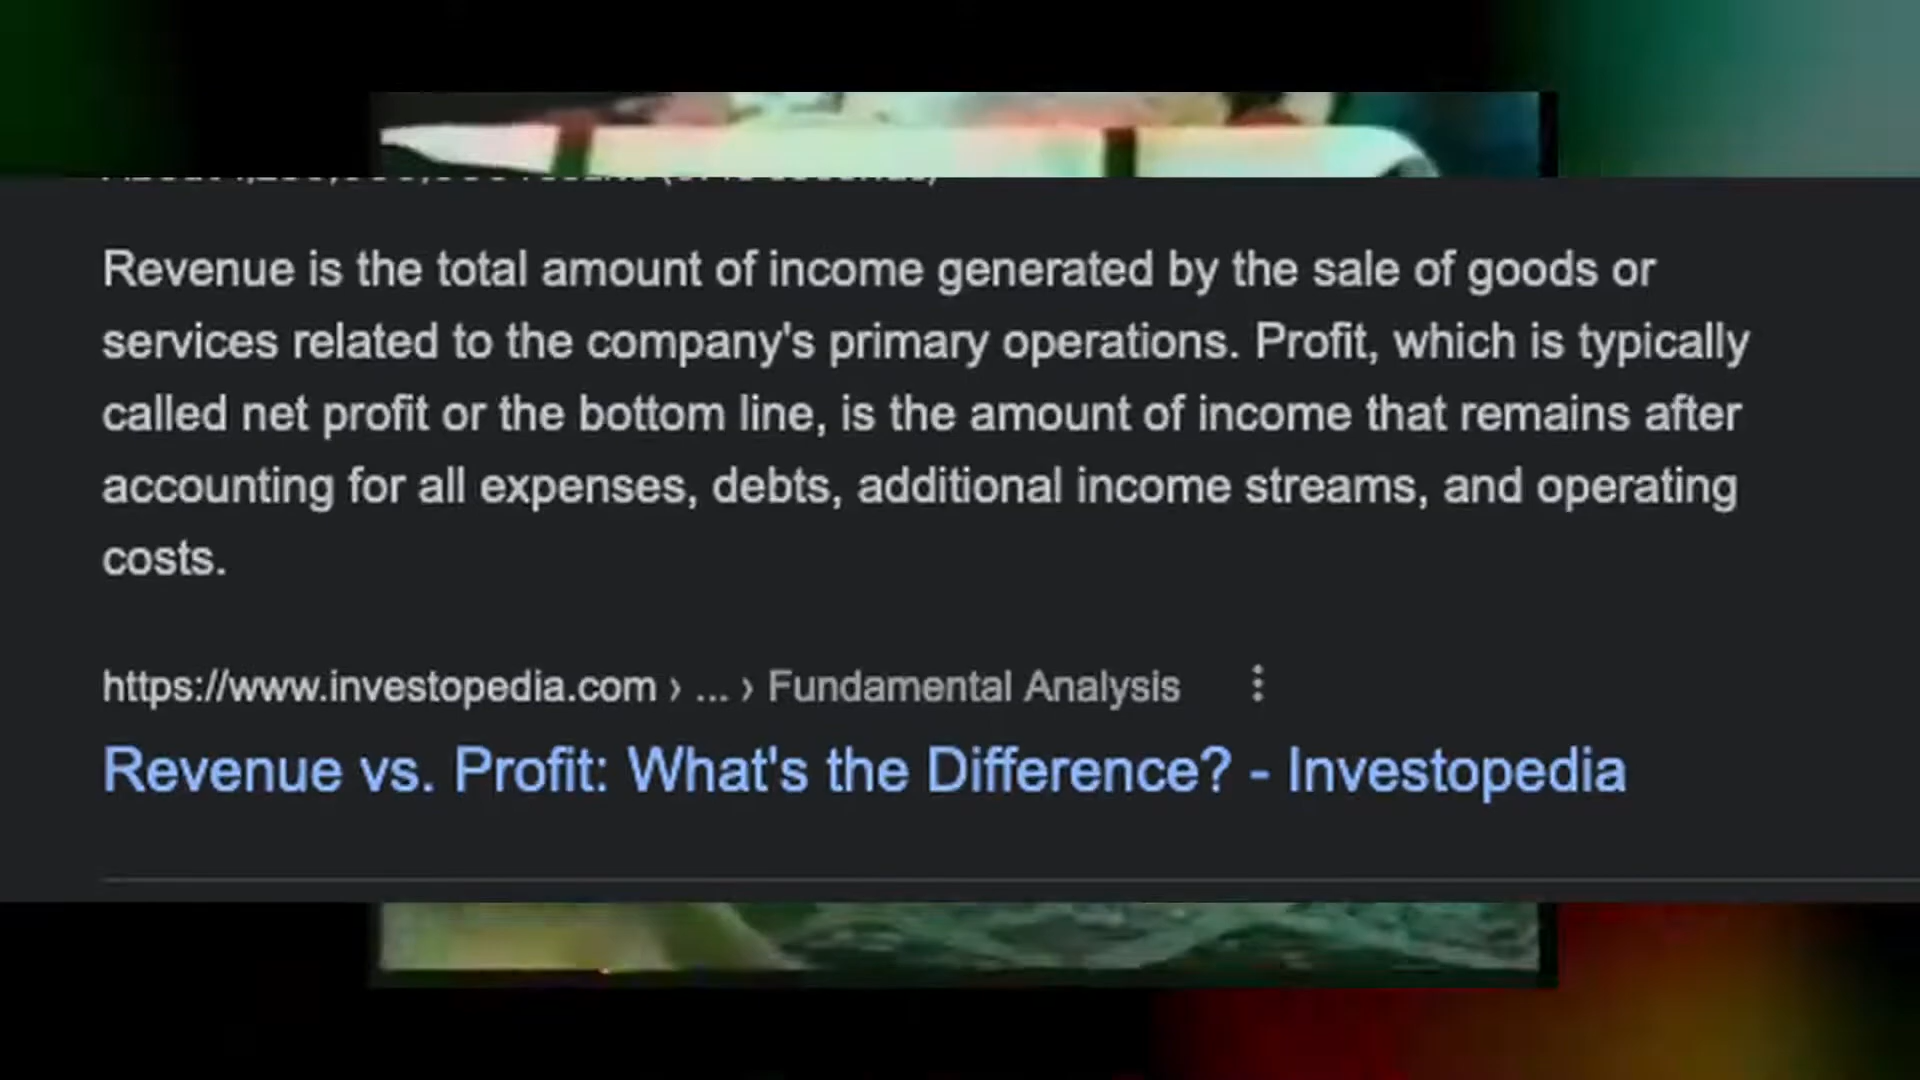 Revenue is the total amount of income generated by the sale of goods or
services related to the company's primary operations. Profit, which is typically
called net profit or the bottom line, is the amount of income that remains after
accounting for all expenses, debts, additional income streams, and operating
costs.
https://www.investopedia.com › ... › Fundamental Analysis
Revenue vs. Profit: What's the Difference? - Investopedia